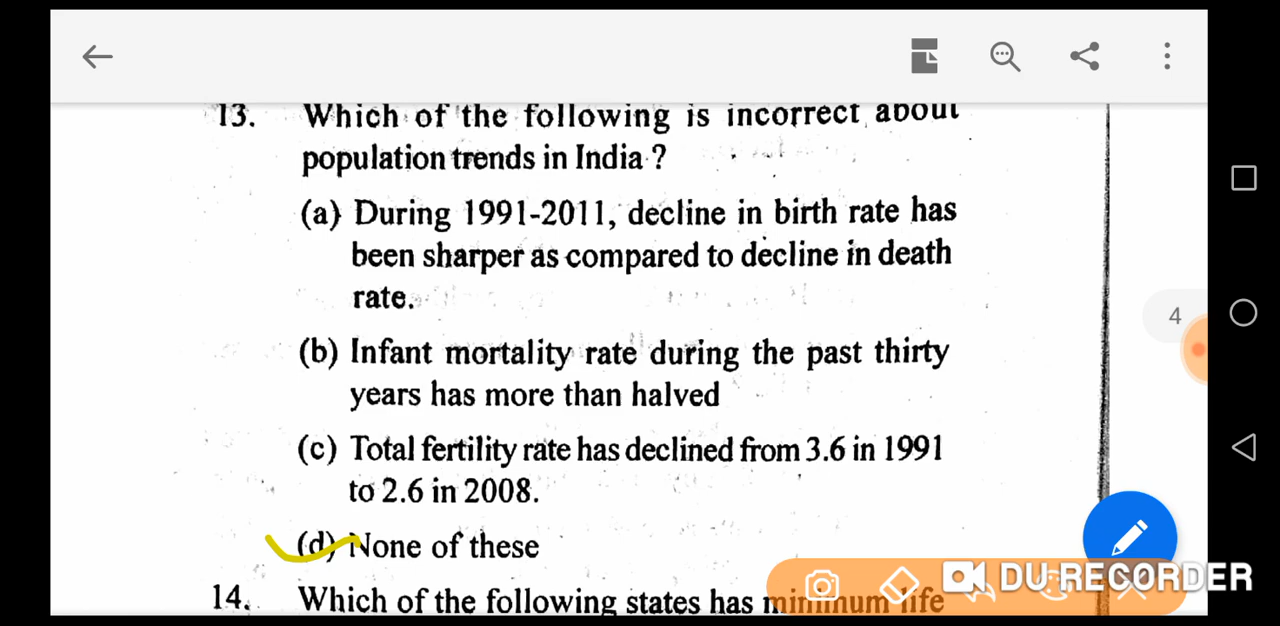 13. Which of the following is incorrect about
population trends in India ?
(a) During 1991-2011, decline in birth rate has
been sharper as compared to decline in death
rate.
(b) Infant mortality rate during the past thirty
years has more than halved
(c) Total fertility rate has declined from 3.6 in 1991
to 2.6 in 2008.
(d) None of these
14. Which of the following states has minimum life
4
DU RECORDER